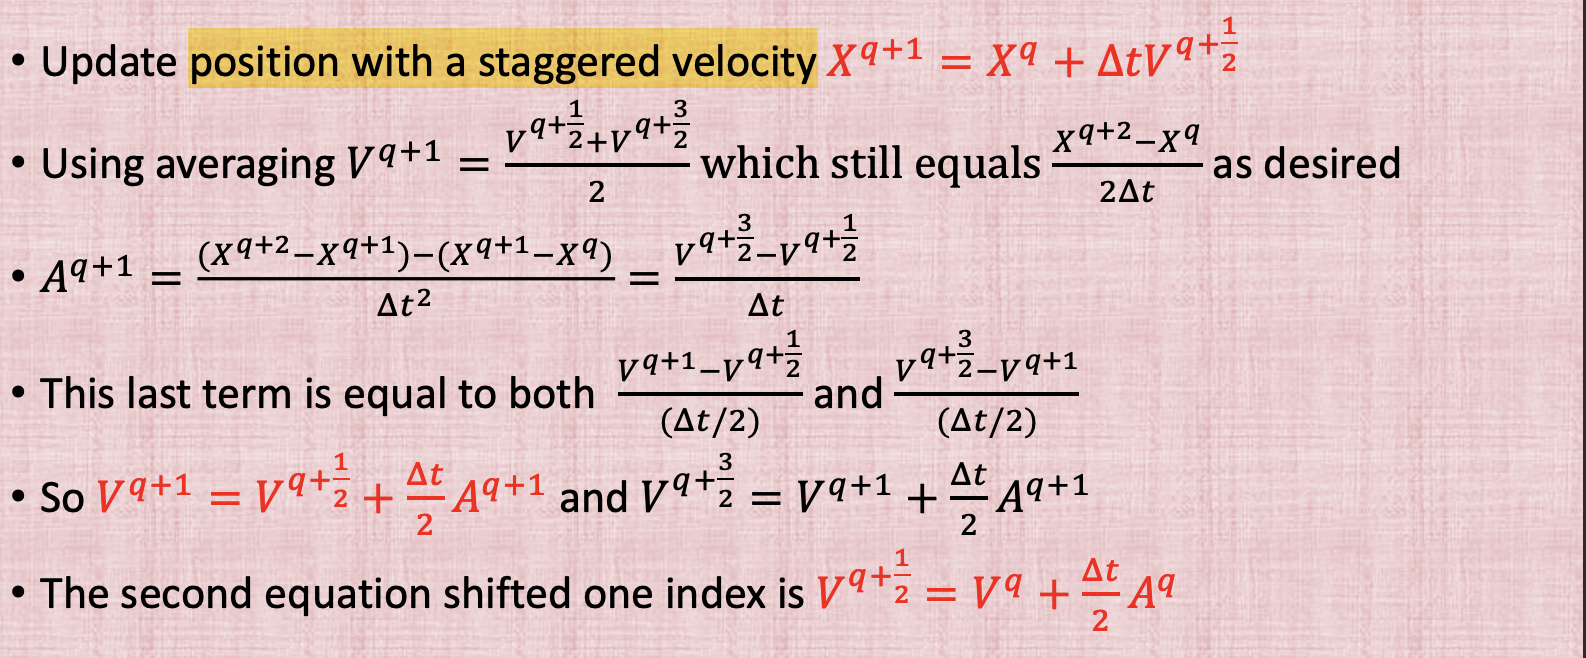 • Update position with a staggered velocity $X^{q+1} = X^q + \Delta t V^{q+\frac{1}{2}}$
• Using averaging $V^{q+1} = \frac{V^{q+\frac{1}{2}}+V^{q+\frac{3}{2}}}{2}$ which still equals $\frac{X^{q+2}-X^q}{2\Delta t}$ as desired
• $A^{q+1} = \frac{(X^{q+2}-X^{q+1})-(X^{q+1}-X^q)}{\Delta t^2} = \frac{V^{q+\frac{3}{2}}-V^{q+\frac{1}{2}}}{\Delta t}$
• This last term is equal to both $\frac{V^{q+1}-V^{q+\frac{1}{2}}}{(\Delta t/2)}$ and $\frac{V^{q+\frac{3}{2}}-V^{q+1}}{(\Delta t/2)}$
• So $V^{q+1} = V^{q+\frac{1}{2}} + \frac{\Delta t}{2} A^{q+1}$ and $V^{q+\frac{3}{2}} = V^{q+1} + \frac{\Delta t}{2} A^{q+1}$
• The second equation shifted one index is $V^{q+\frac{1}{2}} = V^q + \frac{\Delta t}{2} A^q$